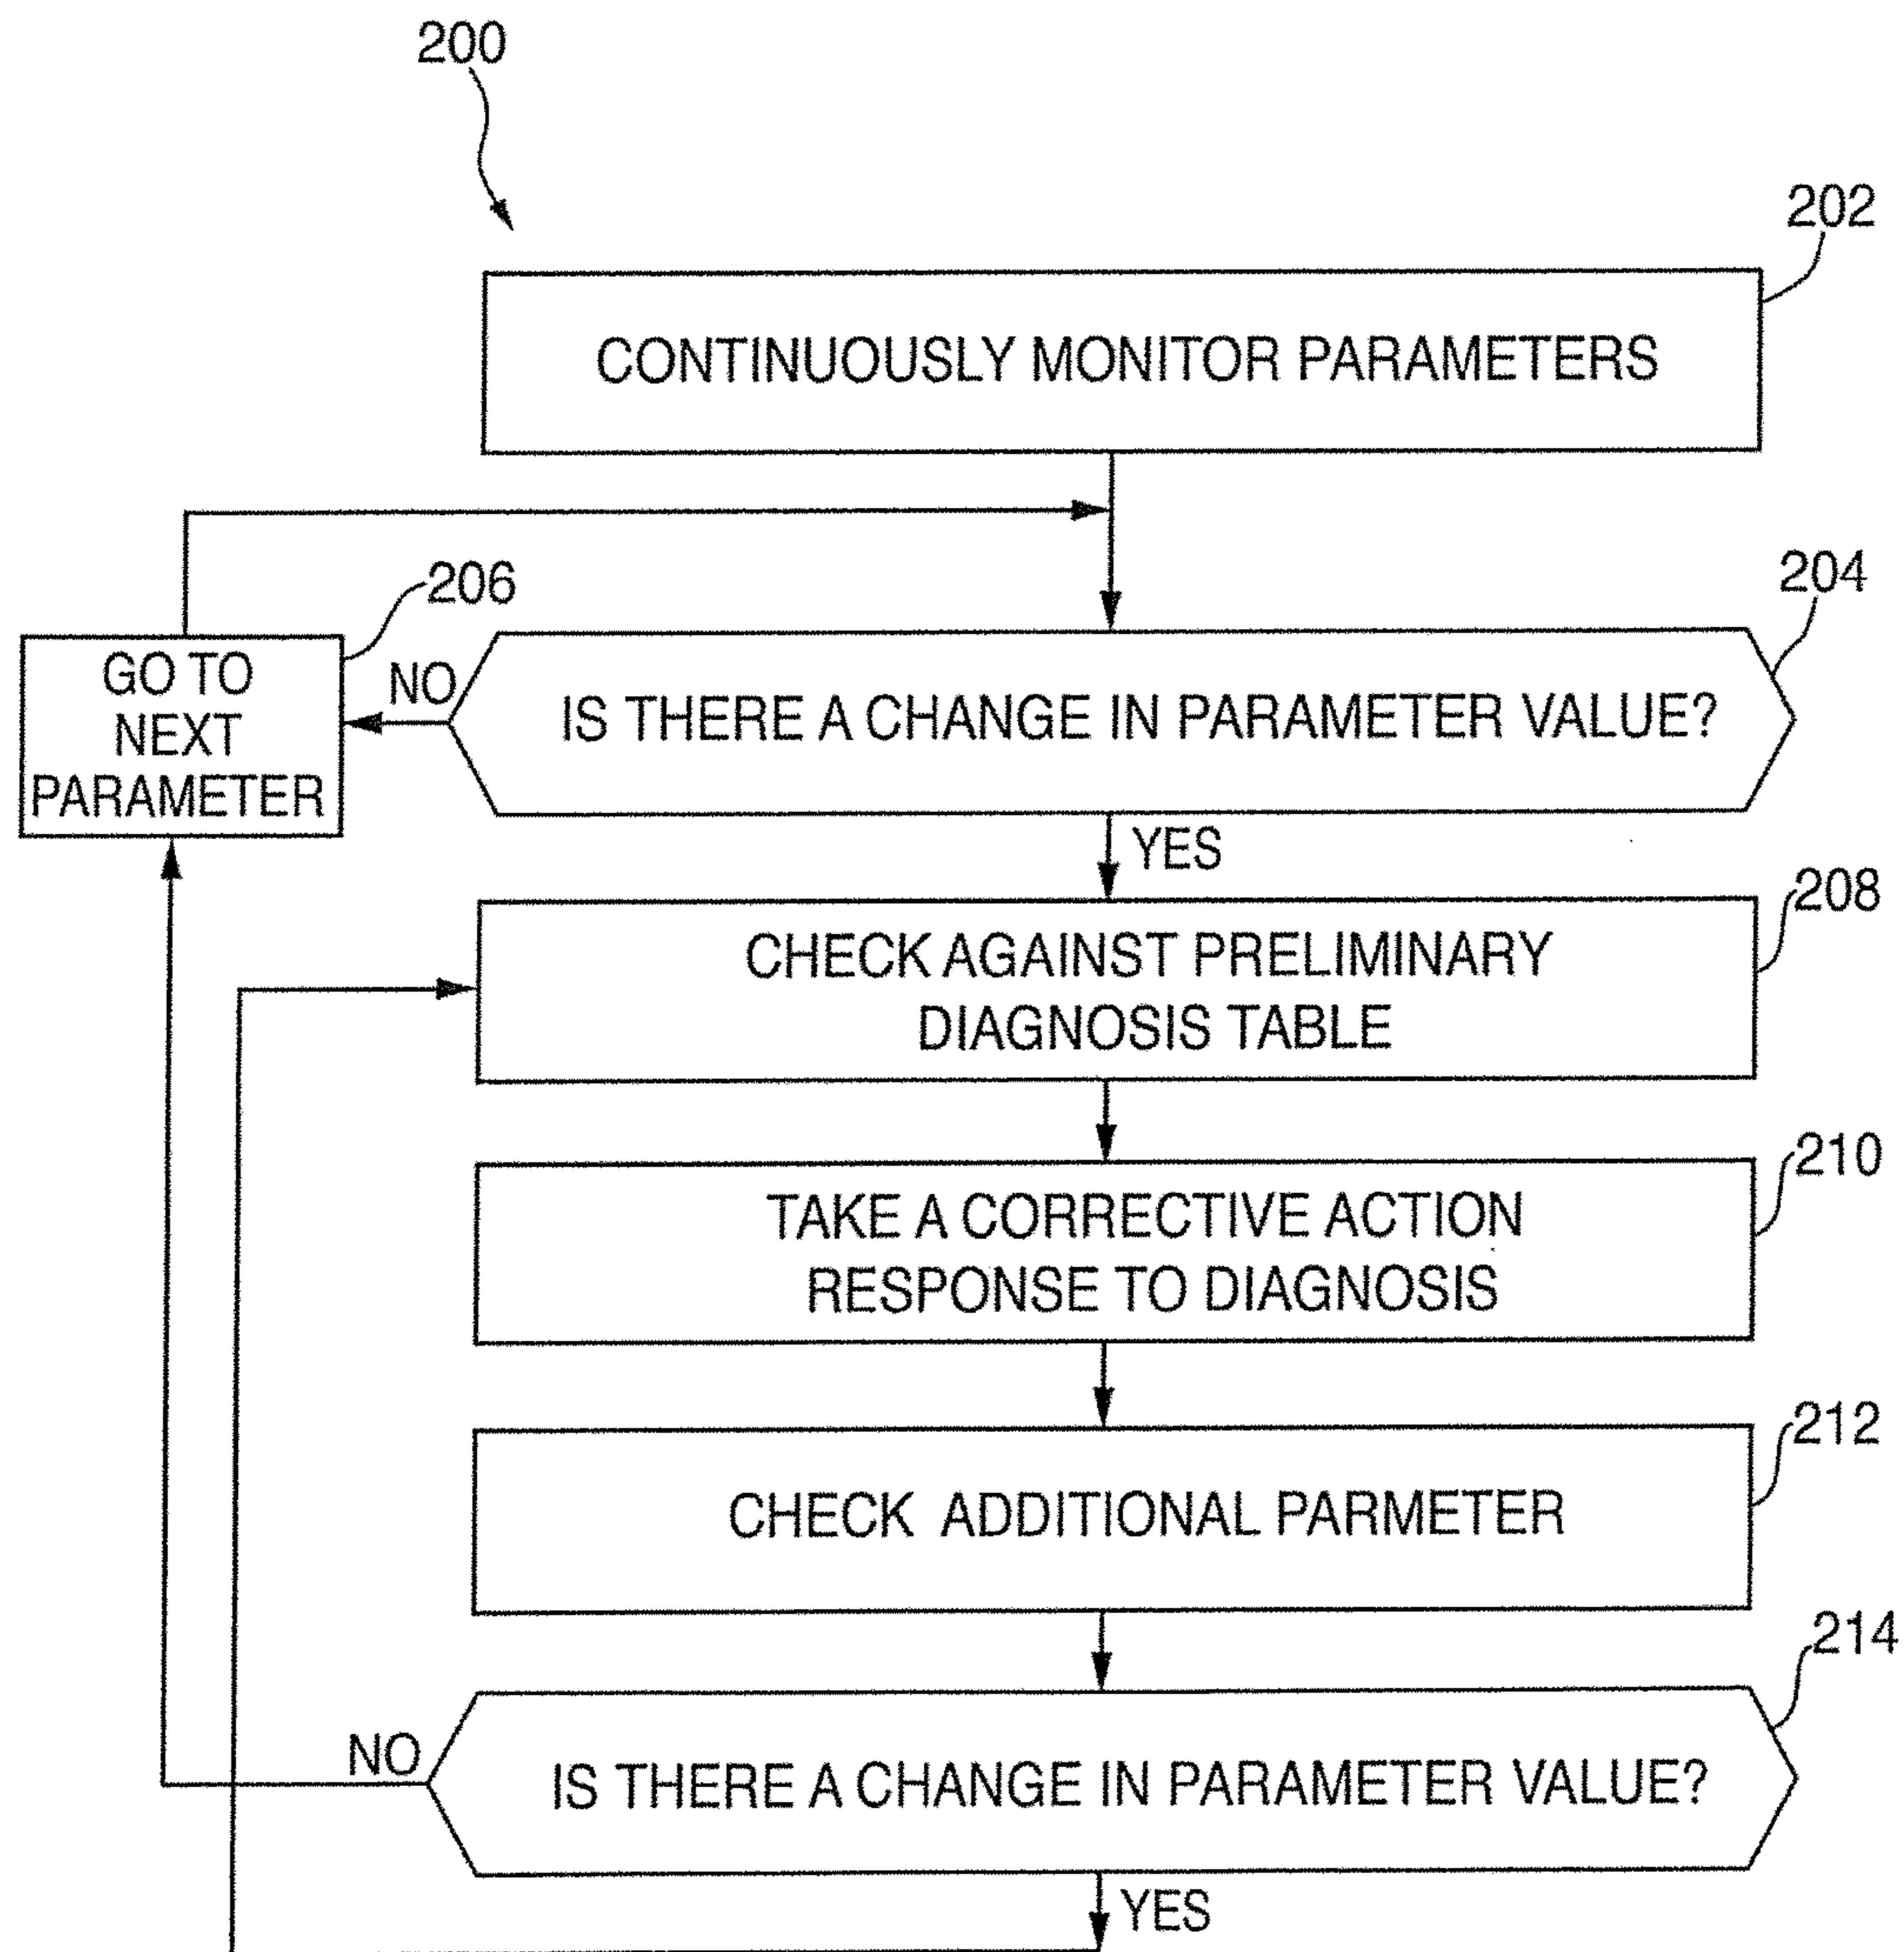 200
202
CONTINUOUSLY MONITOR PARAMETERS
204
206
GO TO
NEXT
PARAMETER
NO
IS THERE A CHANGE IN PARAMETER VALUE?
YES
208
CHECK AGAINST PRELIMINARY
DIAGNOSIS TABLE
210
TAKE A CORRECTIVE ACTION
RESPONSE TO DIAGNOSIS
212
CHECK ADDITIONAL PARMETER
214
NO
IS THERE A CHANGE IN PARAMETER VALUE?
YES